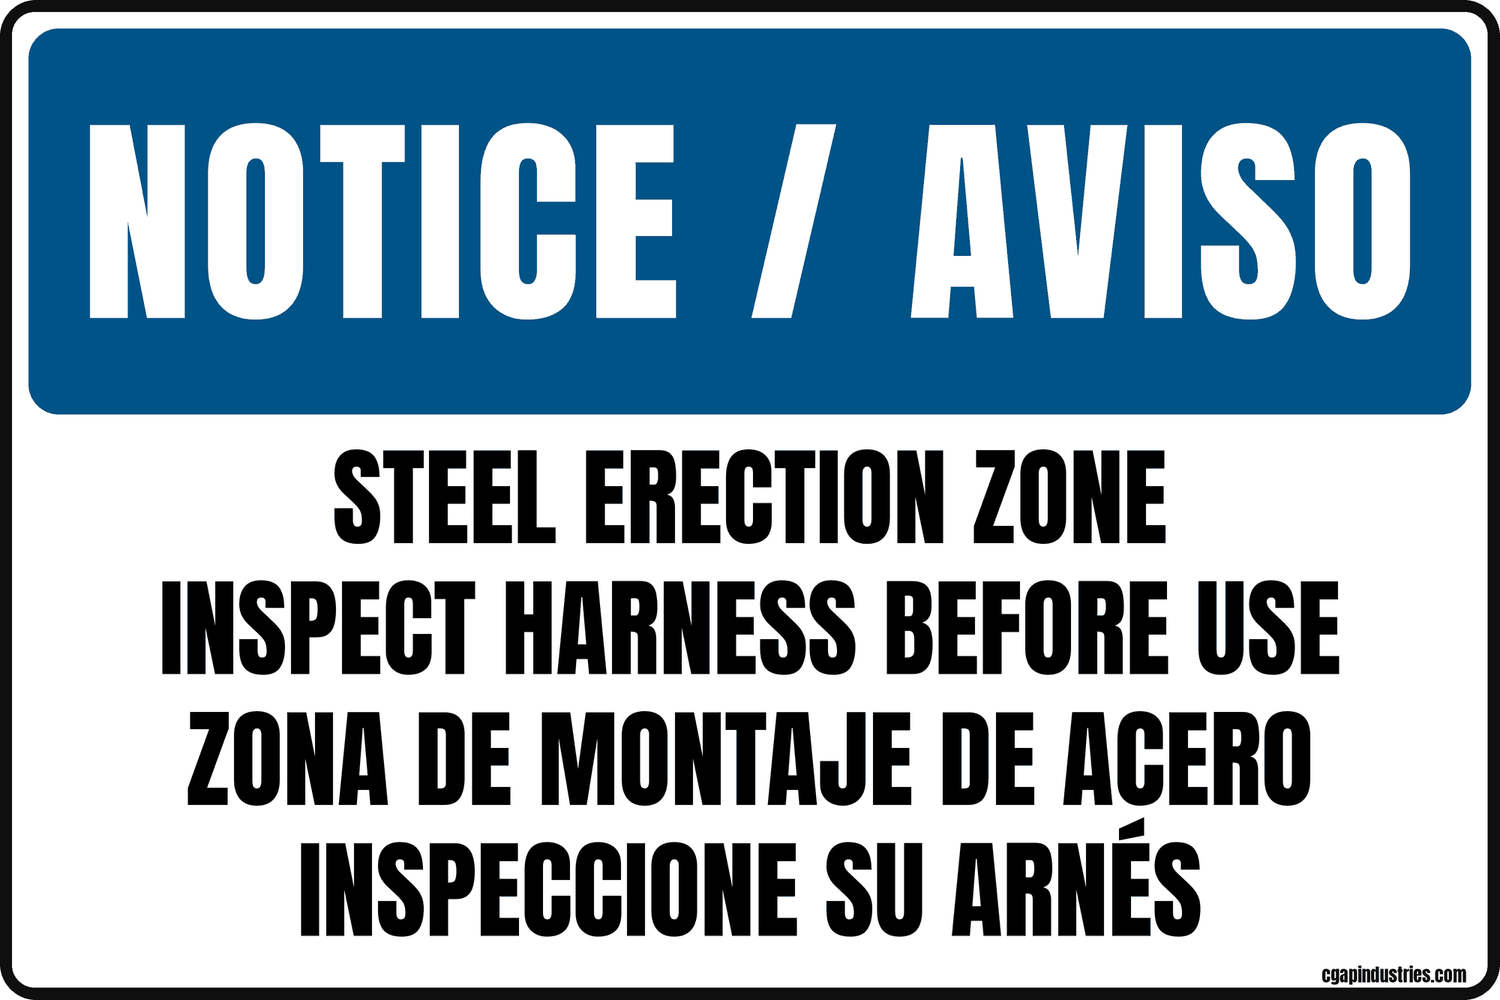 NOTICE / AVISO
STEEL ERECTION ZONE
INSPECT HARNESS BEFORE USE
ZONA DE MONTAJE DE ACERO
INSPECCIONE SU ARNÉS
cgapindustries.com